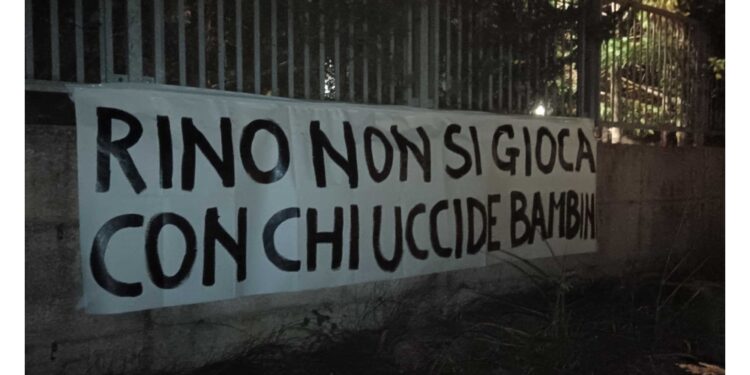 RINO NON SI GIOCA
CON CHI UCCIDE BAMBIN